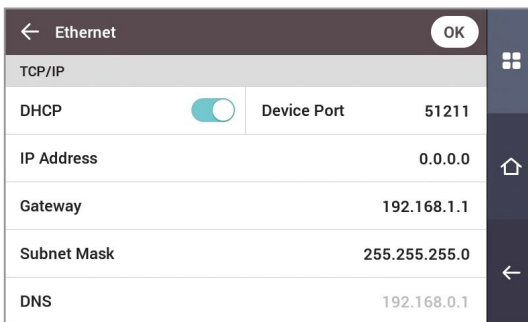 Ethernet OK
TCP/IP
DHCP Device Port 51211
IP Address 0.0.0.0
Gateway 192.168.1.1
Subnet Mask 255.255.255.0
DNS 192.168.0.1